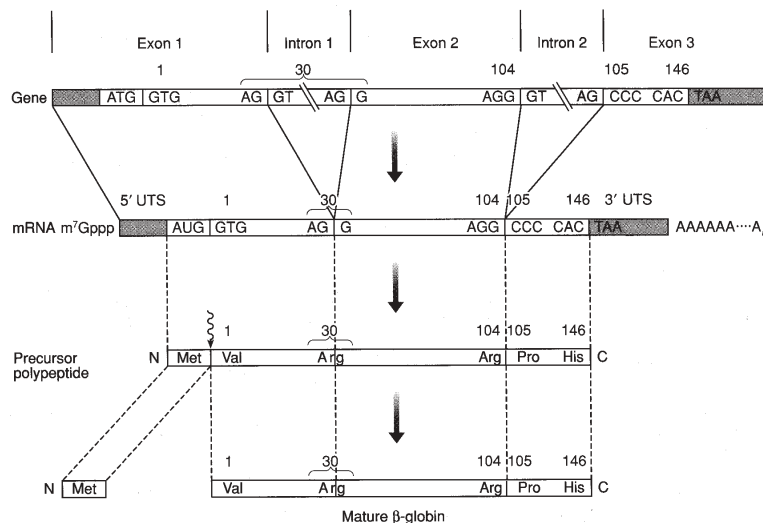 Exon 1 Intron 1 Exon 2 Intron 2 Exon 3
1 30 104 105 146
Gene ATG GTG AG GT AG G AGG GT AG CCC CAC TAA
5′ UTS 1 30 104 105 146 3′ UTS
mRNA m⁷Gppp AUG GTG AG G AGG CCC CAC TAA AAAAAA····A
1 30 104 105 146
Precursor polypeptide N Met Val Arg Arg Pro His C
1 30 104 105 146
N Met Val Arg Arg Pro His C
Mature β-globin